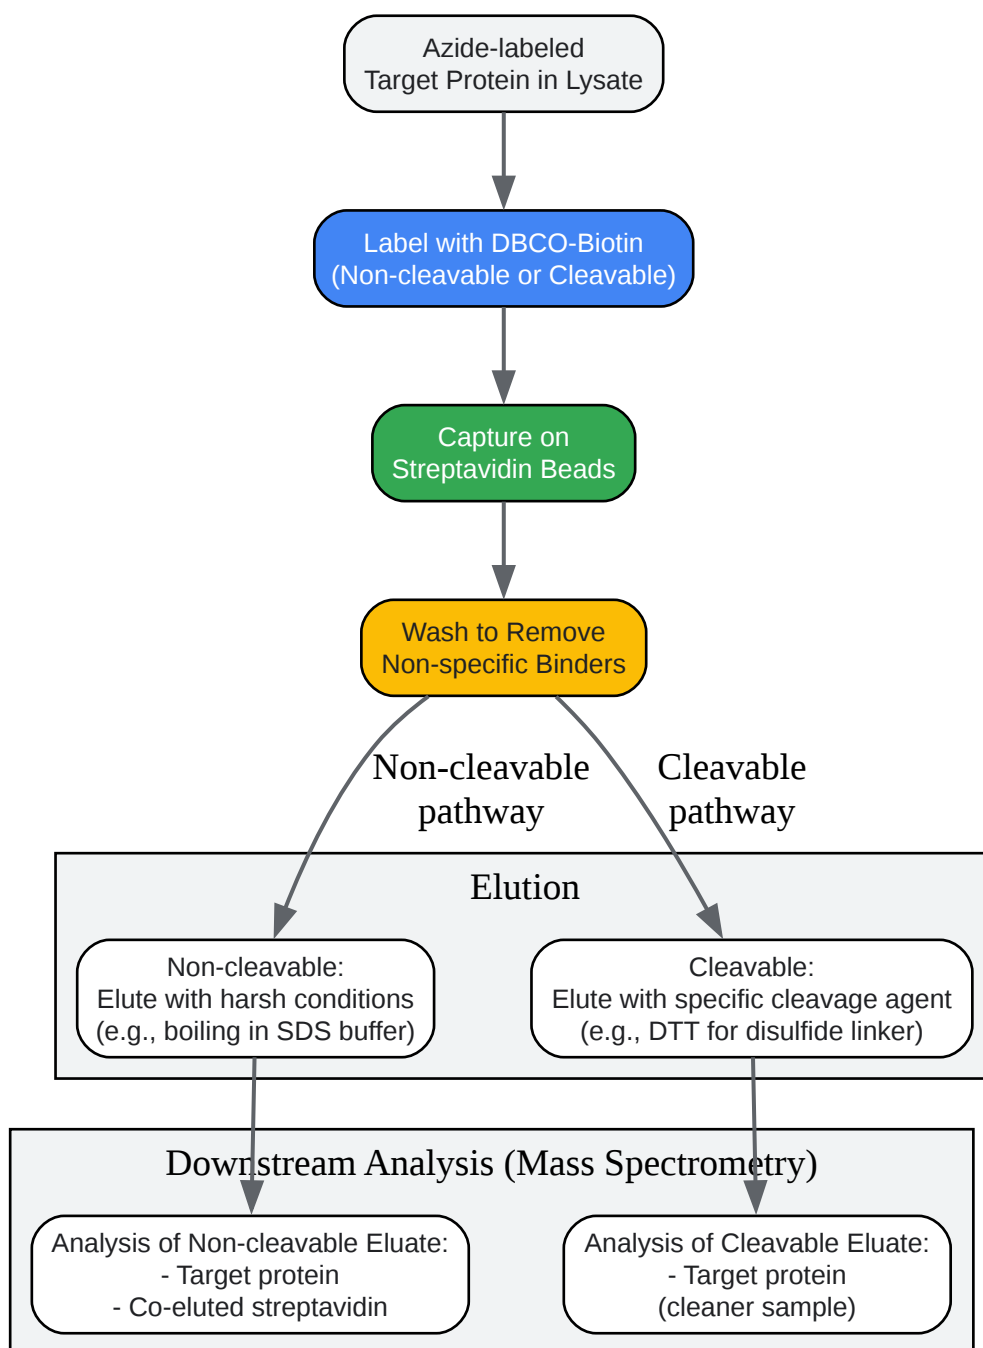 Azide-labeled
Target Protein in Lysate
Label with DBCO-Biotin
(Non-cleavable or Cleavable)
Capture on
Streptavidin Beads
Wash to Remove
Non-specific Binders
Non-cleavable
pathway
Cleavable
pathway
Elution
Non-cleavable:
Elute with harsh conditions
(e.g., boiling in SDS buffer)
Cleavable:
Elute with specific cleavage agent
(e.g., DTT for disulfide linker)
Downstream Analysis (Mass Spectrometry)
Analysis of Non-cleavable Eluate:
- Target protein
- Co-eluted streptavidin
Analysis of Cleavable Eluate:
- Target protein
(cleaner sample)